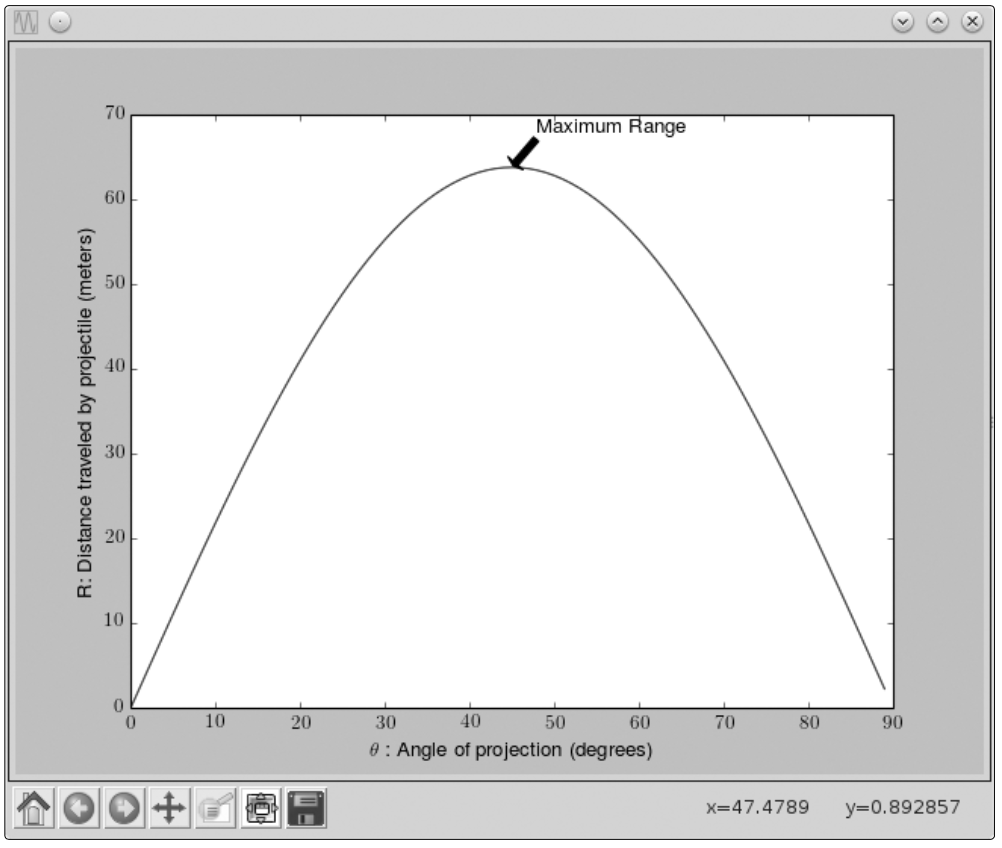 Maximum Range
70
60
50
40
30
20
10
0
R: Distance traveled by projectile (meters)
0 10 20 30 40 50 60 70 80 90
θ : Angle of projection (degrees)
x=47.4789 y=0.892857